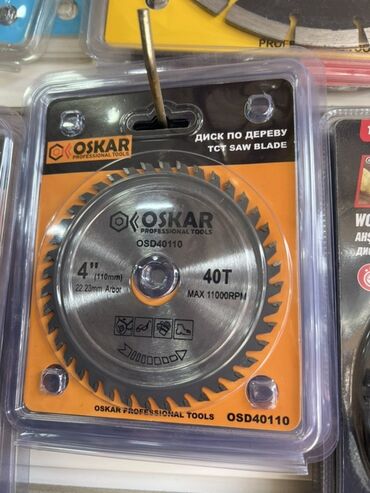 OSKAR
PROFESSIONAL TOOLS
ДИСК ПО ДЕРЕВУ
TCT SAW BLADE
OSKAR
PROFESSIONAL TOOLS
OSD40110
4"
(110mm)
22.23mm Arbor
40T
MAX 11000RPM
OSKAR PROFESSIONAL TOOLS
OSD40110